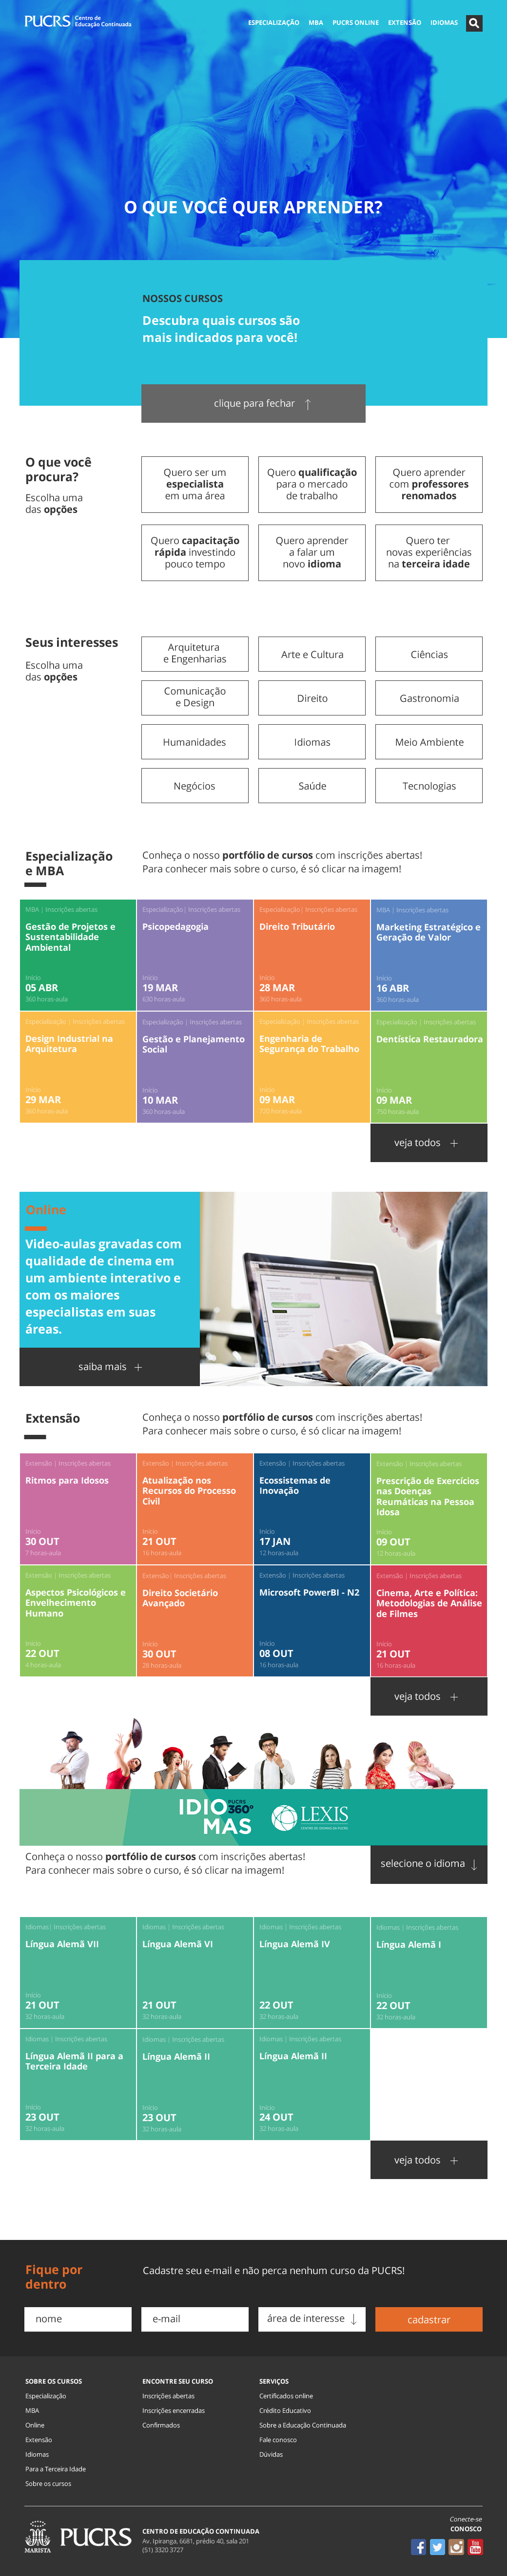 PUCRS Centro de
Educação Continuada
ESPECIALIZAÇÃO MBA PUCRS ONLINE EXTENSÃO IDIOMAS
O QUE VOCÊ QUER APRENDER?
NOSSOS CURSOS
Descubra quais cursos são
mais indicados para você!
clique para fechar ↑
O que você
procura?
Escolha uma
das opções
Quero ser um
especialista
em uma área
Quero qualificação
para o mercado
de trabalho
Quero aprender
com professores
renomados
Quero capacitação
rápida investindo
pouco tempo
Quero aprender
a falar um
novo idioma
Quero ter
novas experiências
na terceira idade
Seus interesses
Escolha uma
das opções
Arquitetura
e Engenharias
Arte e Cultura
Ciências
Comunicação
e Design
Direito
Gastronomia
Humanidades
Idiomas
Meio Ambiente
Negócios
Saúde
Tecnologias
Especialização
e MBA
Conheça o nosso portfólio de cursos com inscrições abertas!
Para conhecer mais sobre o curso, é só clicar na imagem!
MBA | Inscrições abertas
Gestão de Projetos e
Sustentabilidade
Ambiental
Início
05 ABR
360 horas-aula
Especialização| Inscrições abertas
Psicopedagogia
Início
19 MAR
630 horas-aula
Especialização| Inscrições abertas
Direito Tributário
Início
28 MAR
360 horas-aula
MBA | Inscrições abertas
Marketing Estratégico e
Geração de Valor
Início
16 ABR
360 horas-aula
Especialização | Inscrições abertas
Design Industrial na
Arquitetura
Início
29 MAR
360 horas-aula
Especialização | Inscrições abertas
Gestão e Planejamento
Social
Início
10 MAR
360 horas-aula
Especialização | Inscrições abertas
Engenharia de
Segurança do Trabalho
Início
09 MAR
Especialização | Inscrições abertas
Dentística Restauradora
Início
09 MAR
750 horas-aula
veja todos +
Online
Video-aulas gravadas com
qualidade de cinema em
um ambiente interativo e
com os maiores
especialistas em suas
áreas.
saiba mais +
Extensão
Conheça o nosso portfólio de cursos com inscrições abertas!
Para conhecer mais sobre o curso, é só clicar na imagem!
Extensão | Inscrições abertas
Ritmos para Idosos
Início
30 OUT
7 horas-aula
Extensão | Inscrições abertas
Atualização nos
Recursos do Processo
Civil
Início
21 OUT
16 horas-aula
Extensão | Inscrições abertas
Ecossistemas de
Inovação
Início
17 JAN
12 horas-aula
Extensão | Inscrições abertas
Prescrição de Exercícios
nas Doenças
Reumáticas na Pessoa
Idosa
Início
09 OUT
12 horas-aula
Extensão | Inscrições abertas
Aspectos Psicológicos e
Envelhecimento
Humano
Início
22 OUT
4 horas-aula
Extensão| Inscrições abertas
Direito Societário
Avançado
Início
30 OUT
28 horas-aula
Extensão | Inscrições abertas
Microsoft PowerBI - N2
Início
08 OUT
16 horas-aula
Extensão | Inscrições abertas
Cinema, Arte e Política:
Metodologias de Análise
de Filmes
Início
21 OUT
16 horas-aula
veja todos +
IDIOMAS PUCRS 360º
LEXIS
Conheça o nosso portfólio de cursos com inscrições abertas!
Para conhecer mais sobre o curso, é só clicar na imagem!
selecione o idioma ↓
Idiomas| Inscrições abertas
Língua Alemã VII
Início
21 OUT
32 horas-aula
Idiomas | Inscrições abertas
Língua Alemã VI
Início
21 OUT
32 horas-aula
Idiomas | Inscrições abertas
Língua Alemã IV
Início
22 OUT
32 horas-aula
Idiomas | Inscrições abertas
Língua Alemã I
Início
22 OUT
32 horas-aula
Idiomas | Inscrições abertas
Língua Alemã II para a
Terceira Idade
Início
23 OUT
32 horas-aula
Idiomas | Inscrições abertas
Língua Alemã II
Início
23 OUT
32 horas-aula
Idiomas | Inscrições abertas
Língua Alemã II
Início
24 OUT
32 horas-aula
veja todos +
Fique por
dentro
Cadastre seu e-mail e não perca nenhum curso da PUCRS!
nome
e-mail
área de interesse ↓
cadastrar
SOBRE OS CURSOS
Especialização
MBA
Online
Extensão
Idiomas
Para a Terceira Idade
Sobre os cursos
ENCONTRE SEU CURSO
Inscrições abertas
Inscrições encerradas
Confirmados
SERVIÇOS
Certificados online
Crédito Educativo
Sobre a Educação Continuada
Fale conosco
Dúvidas
MARISTA
PUCRS
CENTRO DE EDUCAÇÃO CONTINUADA
Av. Ipiranga, 6681, prédio 40, sala 201
(51) 3320 3727
Conecte-se
CONOSCO